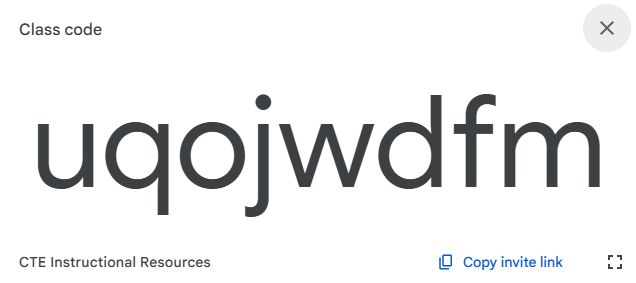 Class code
uqojwdfm
CTE Instructional Resources
Copy invite link